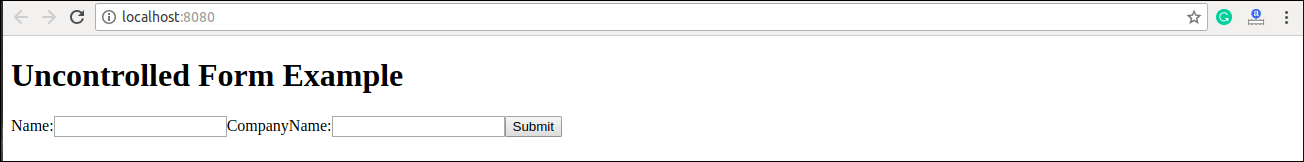 localhost:8080
Uncontrolled Form Example
Name: CompanyName: Submit